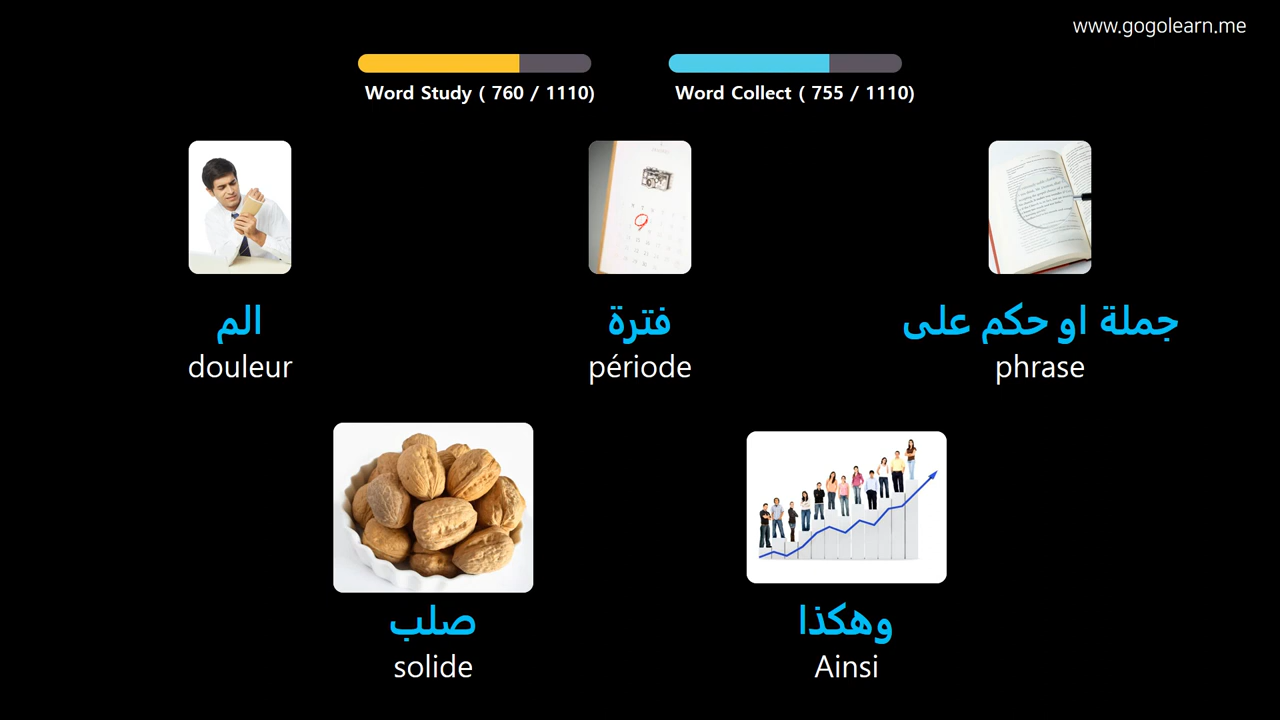 www.gogolearn.me
Word Study ( 760 / 1110)
Word Collect ( 755 / 1110)
الم
douleur
فترة
période
جملة او حكم على
phrase
صلب
solide
وهكذا
Ainsi